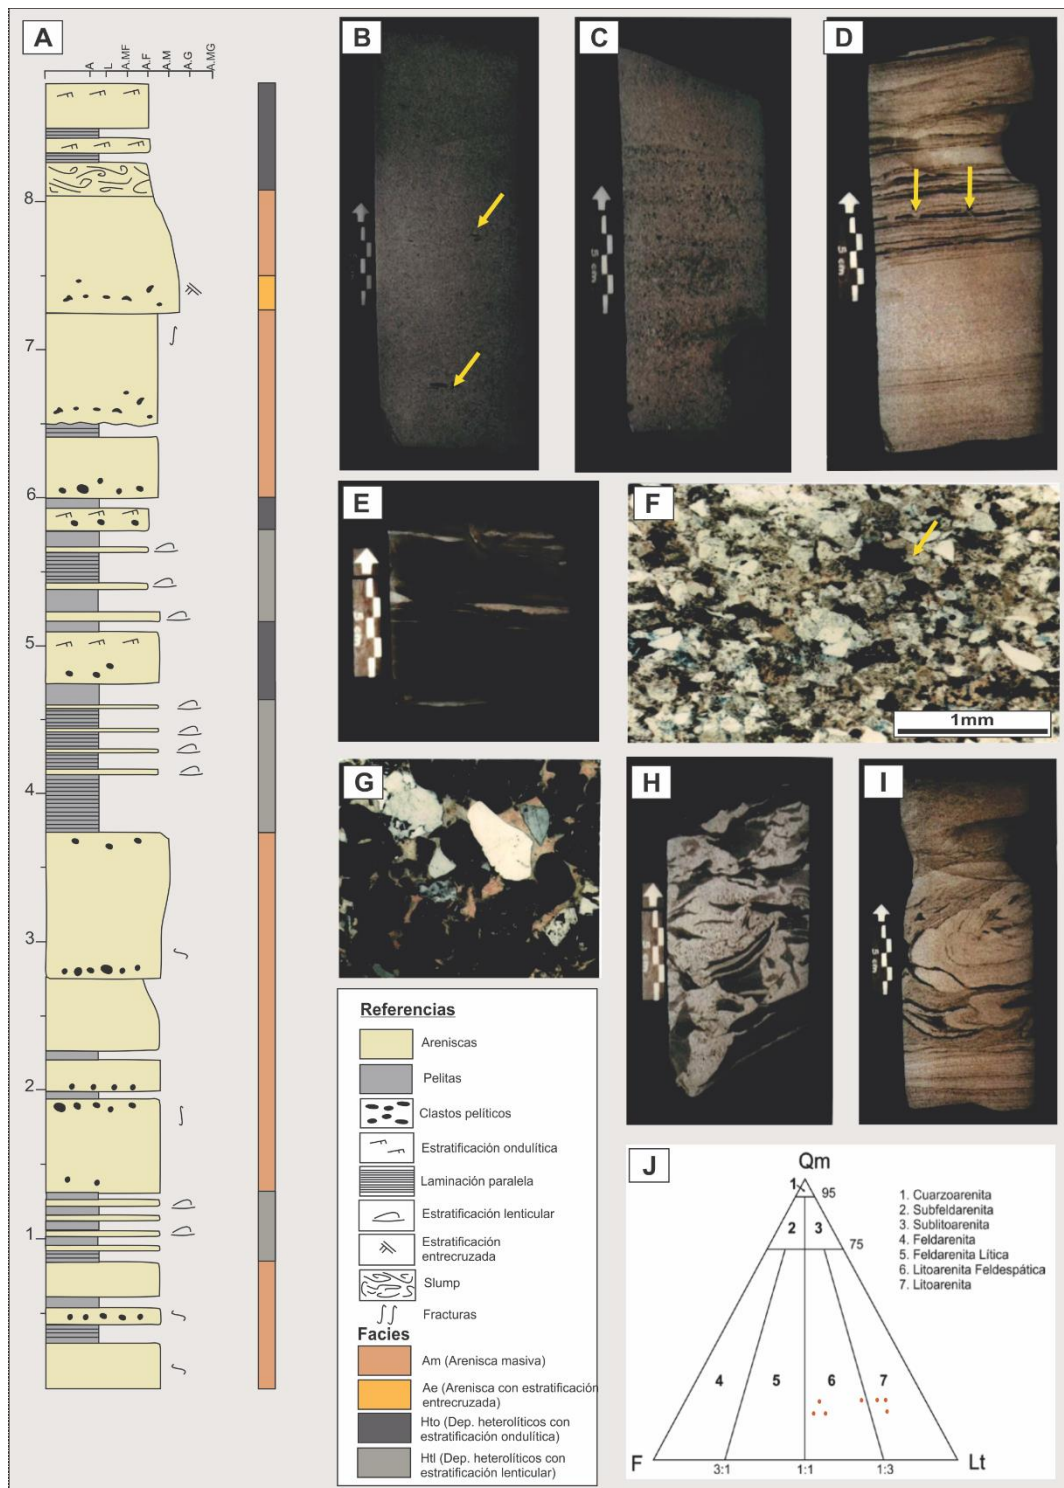 A
A
L
A.MF
A.F
A.M
A.G
A.MG
8
7
6
5
4
3
2
1
B
C
5 cm
D
5 cm
E
F
1mm
G
H
I
5 cm
Referencias
Areniscas
Pelitas
Clastos pelíticos
Estratificación ondulítica
Laminación paralela
Estratificación lenticular
Estratificación
entrecruzada
Slump
Fracturas
Facies
Am (Arenisca masiva)
Ae (Arenisca con estratificación
entrecruzada)
Hto (Dep. heterolíticos con
estratificación ondulítica)
Htl (Dep. heterolíticos con
estratificación lenticular)
J
Qm
1
95
2
3
75
4
5
6
7
F
3:1
1:1
1:3
Lt
1. Cuarzoarenita
2. Subfeldarenita
3. Sublitoarenita
4. Feldarenita
5. Feldarenita Lítica
6. Litoarenita Feldespática
7. Litoarenita